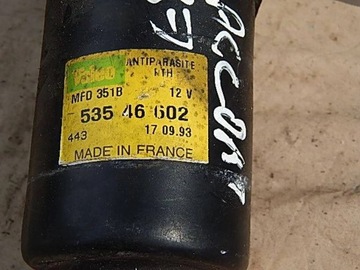 Valeo
ANTIPARASITE
RTH
MFD 351B 12 V
535 46 602
443 17 09.93
MADE IN FRANCE